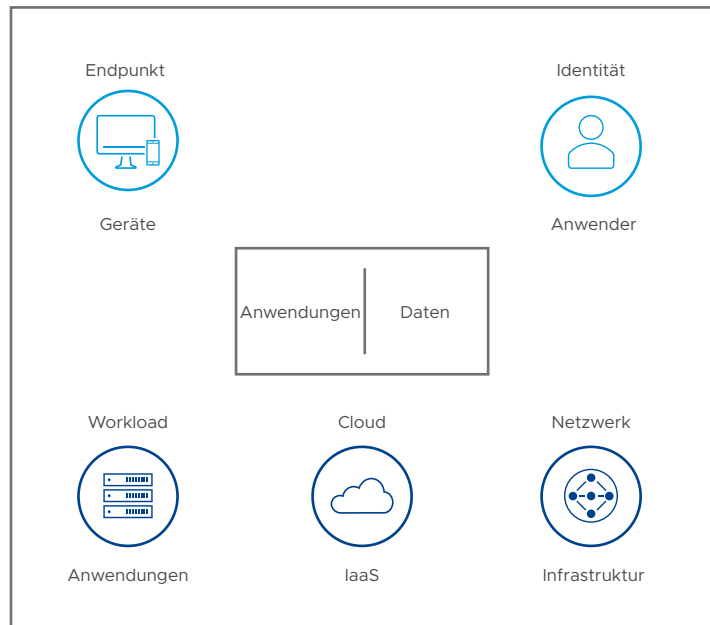 Endpunkt
Identität
Geräte
Anwender
Anwendungen
Daten
Workload
Cloud
Netzwerk
Anwendungen
IaaS
Infrastruktur